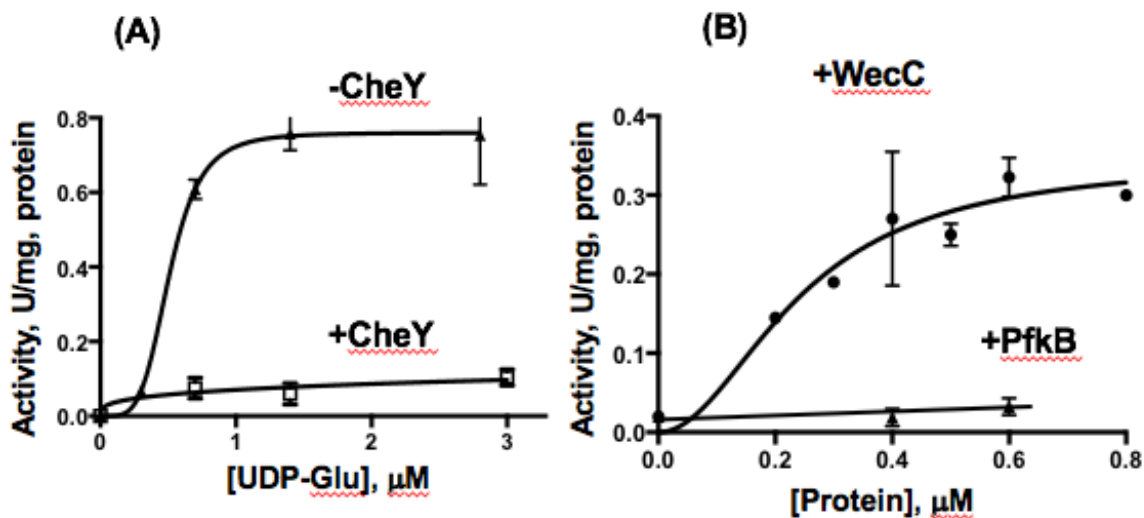 (A)
-CheY
+CheY
Activity, U/mg, protein
0.8
0.6
0.4
0.2
0.0
0
1
2
3
[UDP-Glu], μM
(B)
+WecC
+PfkB
Activity, U/mg, protein
0.4
0.3
0.2
0.1
0.0
0.0
0.2
0.4
0.6
0.8
[Protein], μM